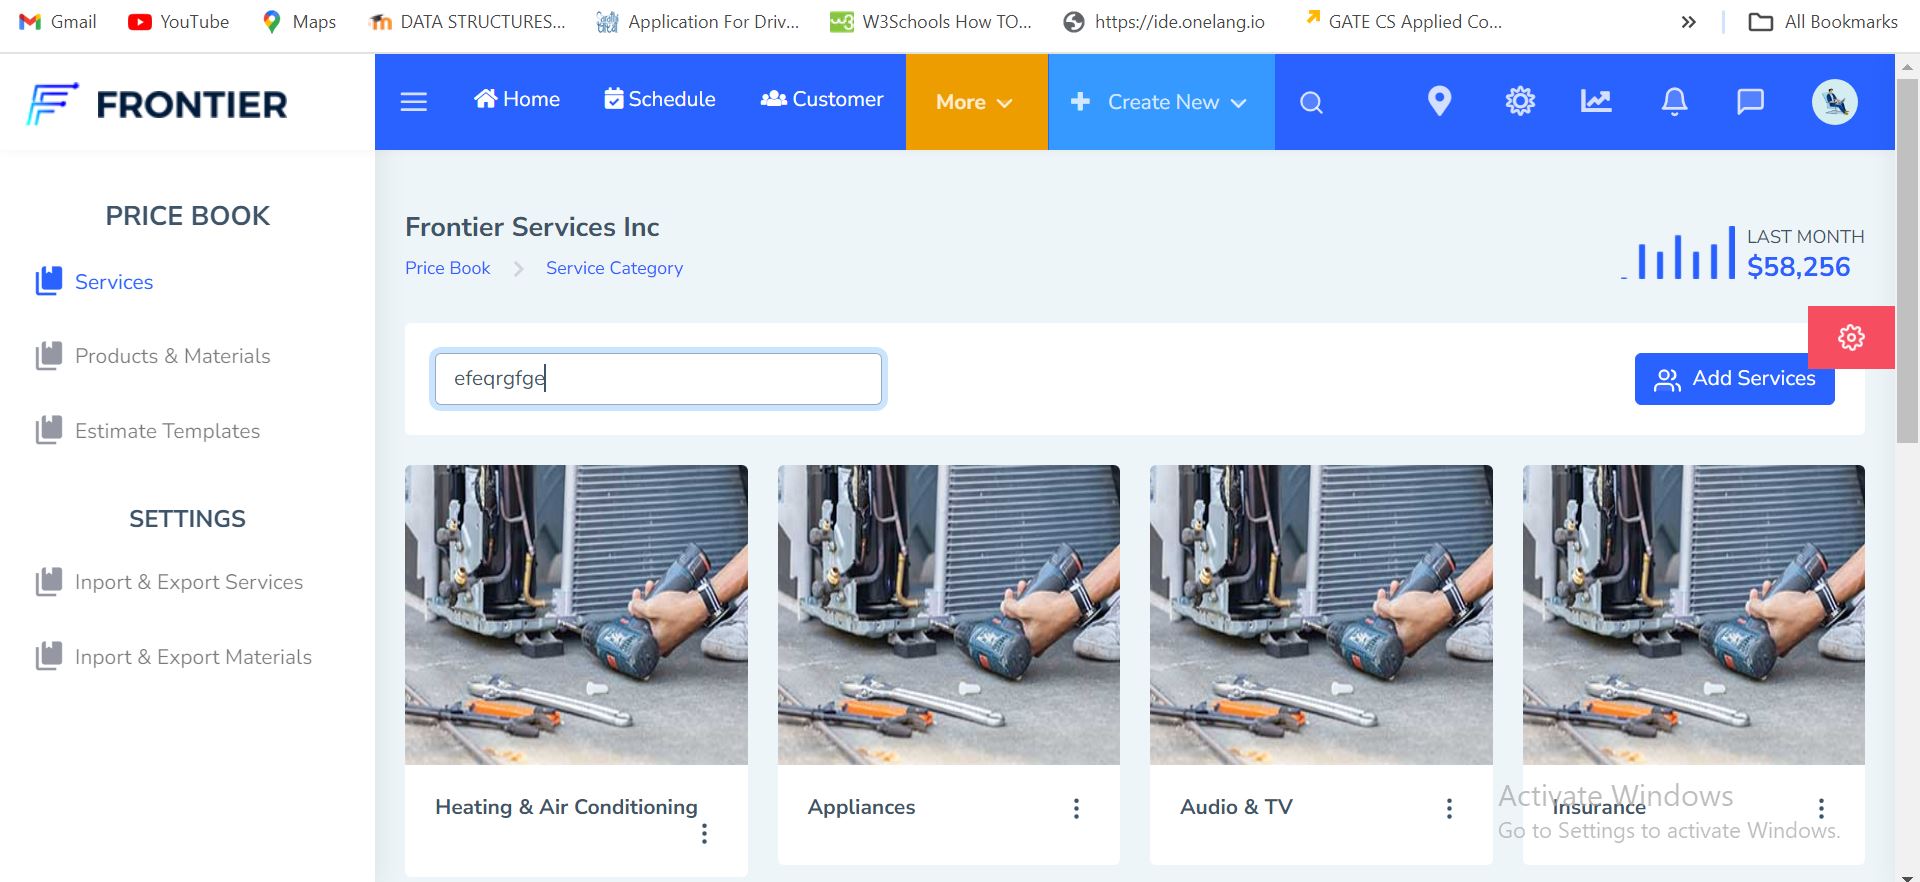 Gmail YouTube Maps DATA STRUCTURES... Application For Driv... W3Schools How TO... https://ide.onelang.io GATE CS Applied Co... » All Bookmarks
FRONTIER Home Schedule Customer More Create New
PRICE BOOK
Services
Products & Materials
Estimate Templates
SETTINGS
Inport & Export Services
Inport & Export Materials
Frontier Services Inc
Price Book Service Category
LAST MONTH
$58,256
efeqrgfge
Add Services
Heating & Air Conditioning
Appliances
Audio & TV
Insurance
Activate Windows
Go to Settings to activate Windows.